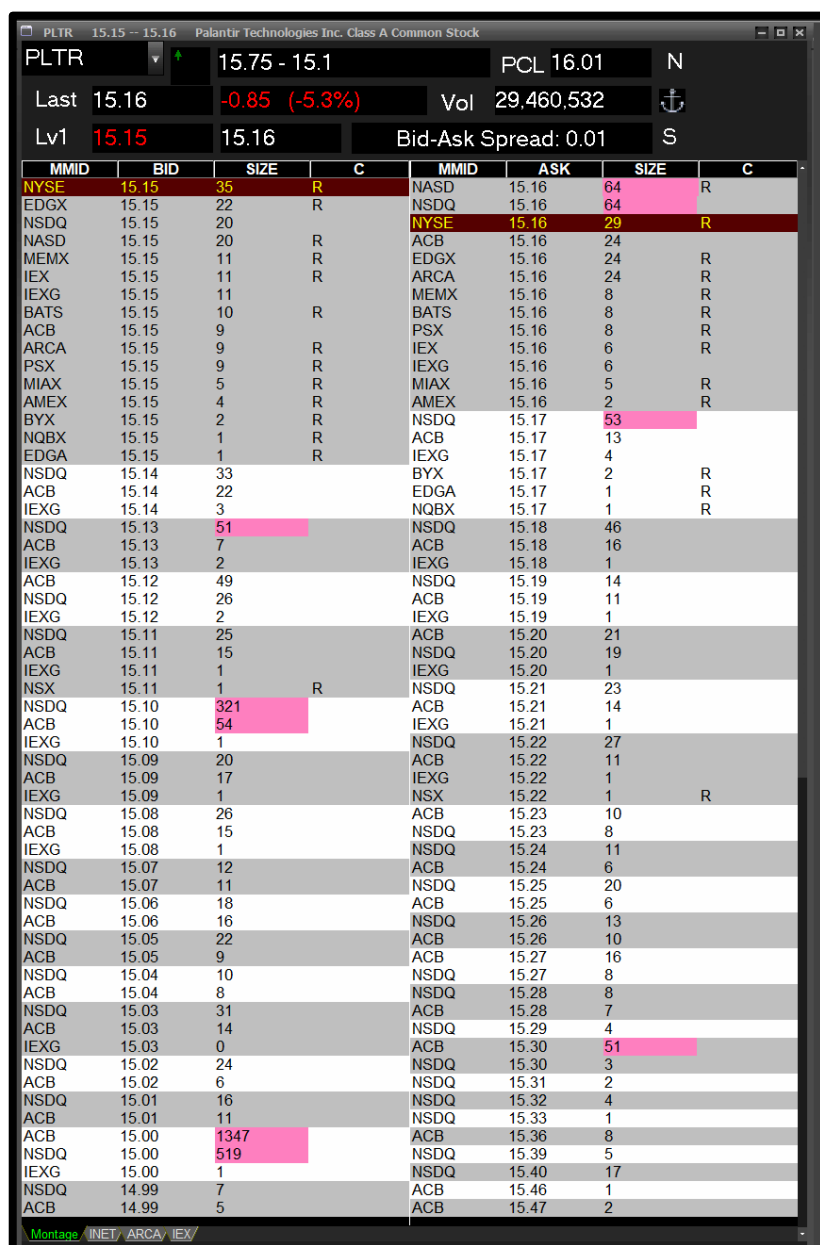 PLTR 15.15 -- 15.16 Palantir Technologies Inc. Class A Common Stock
PLTR 15.75 - 15.1 PCL 16.01 N
Last 15.16 -0.85 (-5.3%) Vol 29,460,532
Lv1 15.15 15.16 Bid-Ask Spread: 0.01 S
MMID BID SIZE C MMID ASK SIZE C
NYSE 15.15 35 R NASD 15.16 64 R
EDGX 15.15 22 R NSDQ 15.16 64
NSDQ 15.15 20 NYSE 15.16 29 R
NASD 15.15 20 R ACB 15.16 24
MEMX 15.15 11 R EDGX 15.16 24 R
IEX 15.15 11 R ARCA 15.16 24 R
IEXG 15.15 11 MEMX 15.16 8 R
BATS 15.15 10 R BATS 15.16 8 R
ACB 15.15 9 PSX 15.16 8 R
ARCA 15.15 9 R IEX 15.16 6 R
PSX 15.15 9 R IEXG 15.16 6
MIAX 15.15 5 R MIAX 15.16 5 R
AMEX 15.15 4 R AMEX 15.16 2 R
BYX 15.15 2 R NSDQ 15.17 53
NQBX 15.15 1 R ACB 15.17 13
EDGA 15.15 1 R IEXG 15.17 4
NSDQ 15.14 33 BYX 15.17 2 R
ACB 15.14 22 EDGA 15.17 1 R
IEXG 15.14 3 NQBX 15.17 1 R
NSDQ 15.13 51 NSDQ 15.18 46
ACB 15.13 7 ACB 15.18 16
IEXG 15.13 2 IEXG 15.18 1
ACB 15.12 49 NSDQ 15.19 14
NSDQ 15.12 26 ACB 15.19 11
IEXG 15.12 2 IEXG 15.19 1
NSDQ 15.11 25 ACB 15.20 21
ACB 15.11 15 NSDQ 15.20 19
IEXG 15.11 1 IEXG 15.20 1
NSX 15.11 1 R NSDQ 15.21 23
NSDQ 15.10 321 ACB 15.21 14
ACB 15.10 54 IEXG 15.21 1
IEXG 15.10 1 NSDQ 15.22 27
NSDQ 15.09 20 ACB 15.22 11
ACB 15.09 17 IEXG 15.22 1
IEXG 15.09 1 NSX 15.22 1 R
NSDQ 15.08 26 ACB 15.23 10
ACB 15.08 15 NSDQ 15.23 8
IEXG 15.08 1 NSDQ 15.24 11
NSDQ 15.07 12 ACB 15.24 6
ACB 15.07 11 NSDQ 15.25 20
NSDQ 15.06 18 ACB 15.25 6
ACB 15.06 16 NSDQ 15.26 13
NSDQ 15.05 22 ACB 15.26 10
ACB 15.05 9 ACB 15.27 16
NSDQ 15.04 10 NSDQ 15.27 8
ACB 15.04 8 NSDQ 15.28 8
NSDQ 15.03 31 ACB 15.28 7
ACB 15.03 14 NSDQ 15.29 4
IEXG 15.03 0 ACB 15.30 51
NSDQ 15.02 24 NSDQ 15.30 3
ACB 15.02 6 NSDQ 15.31 2
NSDQ 15.01 16 NSDQ 15.32 4
ACB 15.01 11 NSDQ 15.33 1
ACB 15.00 1347 ACB 15.36 8
NSDQ 15.00 519 NSDQ 15.39 5
IEXG 15.00 1 NSDQ 15.40 17
NSDQ 14.99 7 ACB 15.46 1
ACB 14.99 5 ACB 15.47 2
Montage INET ARCA IEX